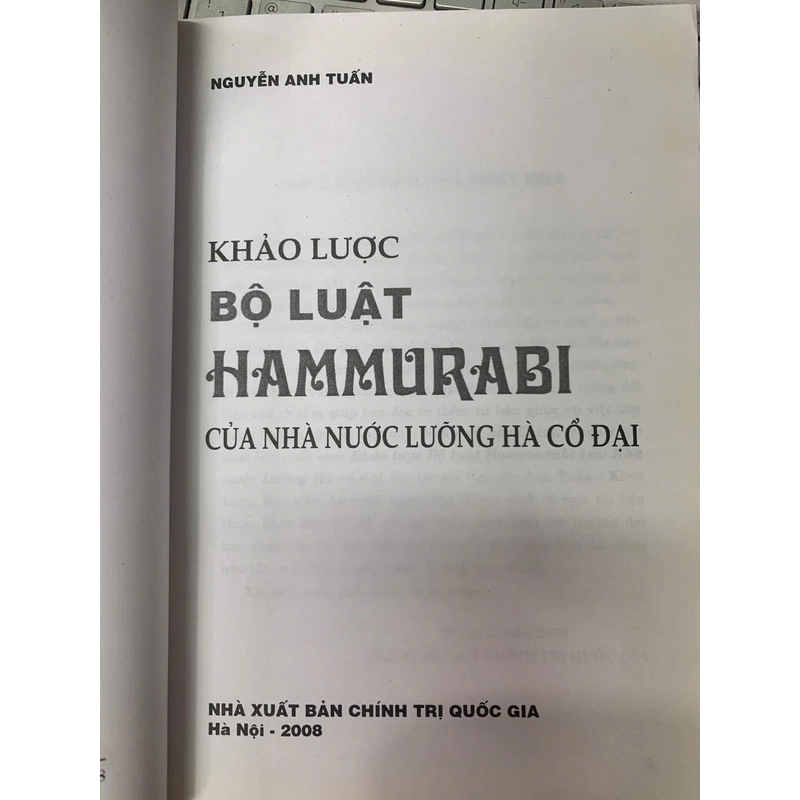 NGUYỄN ANH TUẤN
KHẢO LƯỢC
BỘ LUẬT
HAMMURABI
CỦA NHÀ NƯỚC LƯỠNG HÀ CỔ ĐẠI
NHÀ XUẤT BẢN CHÍNH TRỊ QUỐC GIA
Hà Nội - 2008